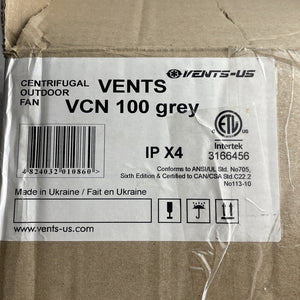 CENTRIFUGAL
OUTDOOR
FAN
VENTS
VCN 100 grey
VENTS-US
ETL
Intertek
3166456
IP X4
4 824032 010860 >
Conforms to ANSI/UL Std. No705,
Sixth Edition & Certified to CAN/CSA Std.C22.2
No113-10
Made in Ukraine / Fait en Ukraine
www.vents-us.com